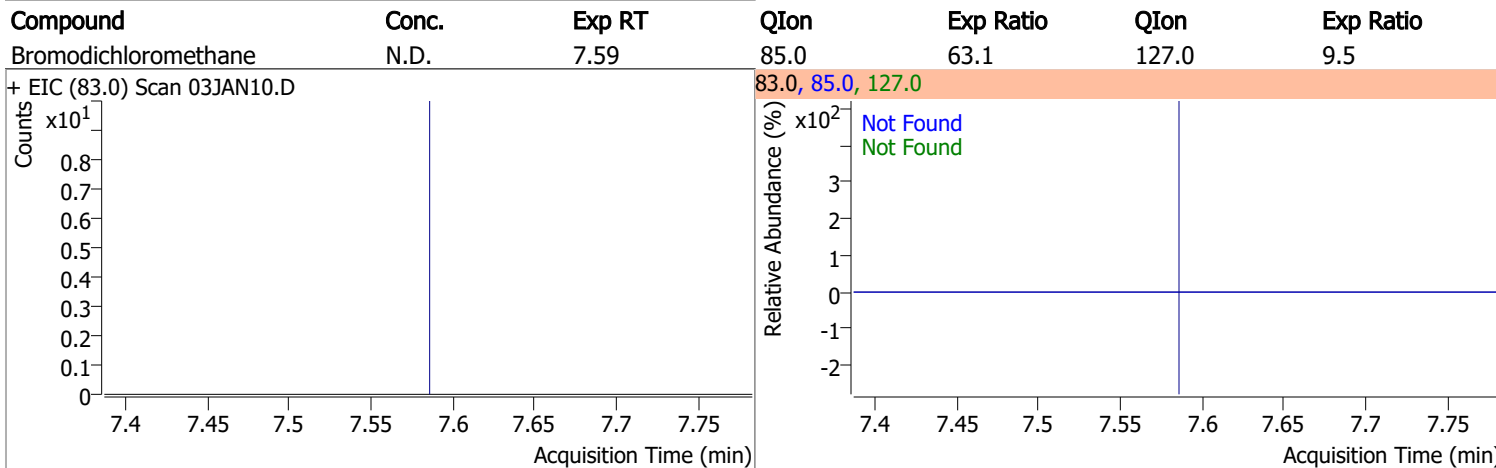 Compound Conc. Exp RT QIon Exp Ratio QIon Exp Ratio
Bromodichloromethane N.D. 7.59 85.0 63.1 127.0 9.5
+ EIC (83.0) Scan 03JAN10.D
Counts
x10¹
0.8
0.7
0.6
0.5
0.4
0.3
0.2
0.1
0
7.4 7.45 7.5 7.55 7.6 7.65 7.7 7.75
Acquisition Time (min)
83.0, 85.0, 127.0
Relative Abundance (%)
x10²
Not Found
Not Found
3
2
1
0
-1
-2
7.4 7.45 7.5 7.55 7.6 7.65 7.7 7.75
Acquisition Time (min)